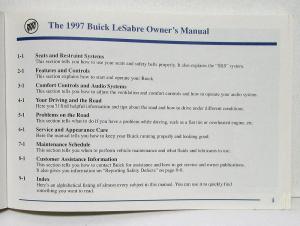 The 1997 Buick LeSabre Owner's Manual
1-1 Seats and Restraint Systems
This section tells you how to use your seats and safety belts properly. It also explains the "SRS" system.
2-1 Features and Controls
This section explains how to start and operate your Buick.
3-1 Comfort Controls and Audio Systems
This section tells you how to adjust the ventilation and comfort controls and how to operate your audio system.
4-1 Your Driving and the Road
Here you'll find helpful information and tips about the road and how to drive under different conditions.
5-1 Problems on the Road
This section tells what to do if you have a problem while driving, such as a flat tire or overheated engine, etc.
6-1 Service and Appearance Care
Here the manual tells you how to keep your Buick running properly and looking good.
7-1 Maintenance Schedule
This section tells you when to perform vehicle maintenance and what fluids and lubricants to use.
8-1 Customer Assistance Information
This section tells you how to contact Buick for assistance and how to get service and owner publications.
It also gives you information on "Reporting Safety Defects" on page 8-8.
9-1 Index
Here's an alphabetical listing of almost every subject in this manual. You can use it to quickly find
something you want to read.